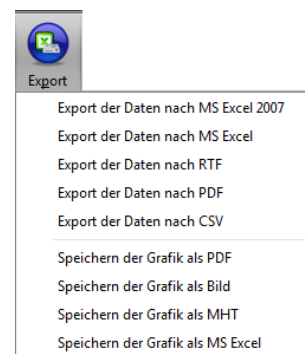 Export
Export der Daten nach MS Excel 2007
Export der Daten nach MS Excel
Export der Daten nach RTF
Export der Daten nach PDF
Export der Daten nach CSV
Speichern der Grafik als PDF
Speichern der Grafik als Bild
Speichern der Grafik als MHT
Speichern der Grafik als MS Excel